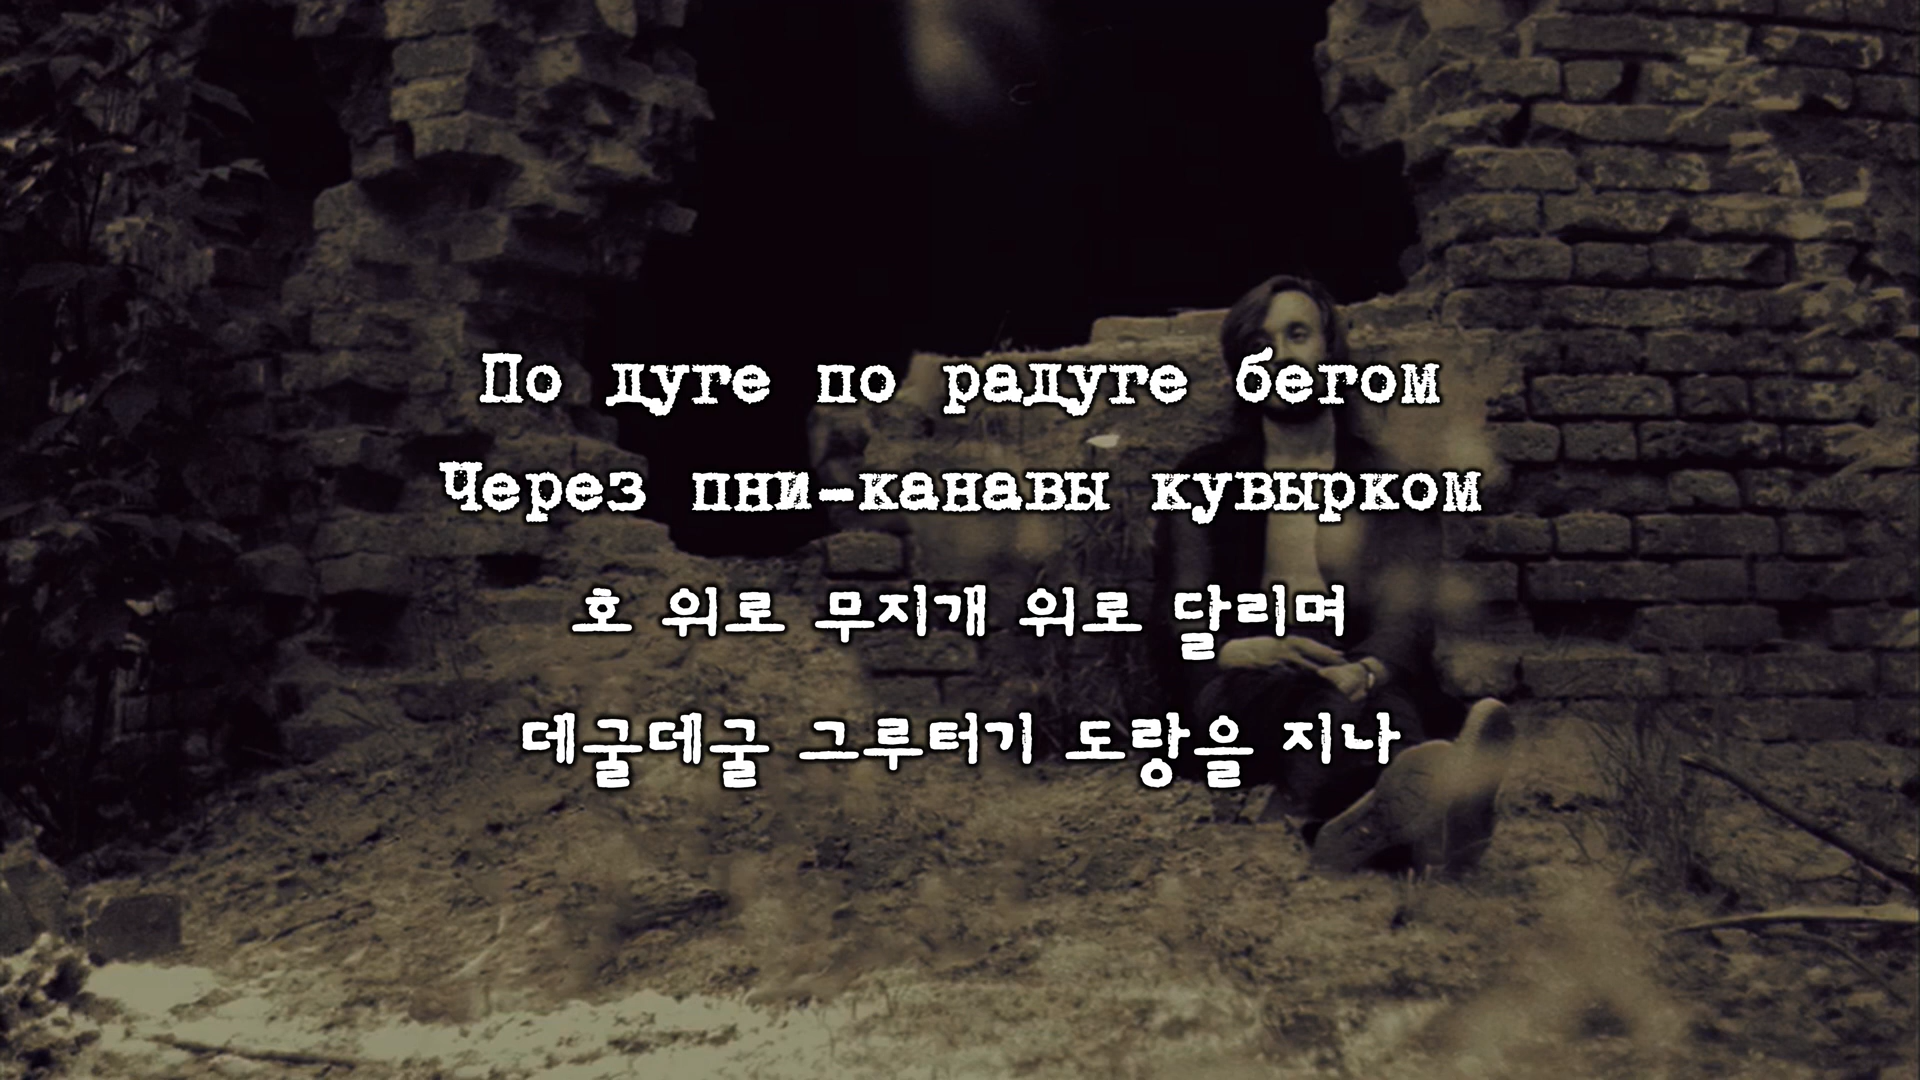 По дуге по радуге бегом
Через пни-канавы кувырком
호 위로 무지개 위로 달리며
데굴데굴 그루터기 도랑을 지나